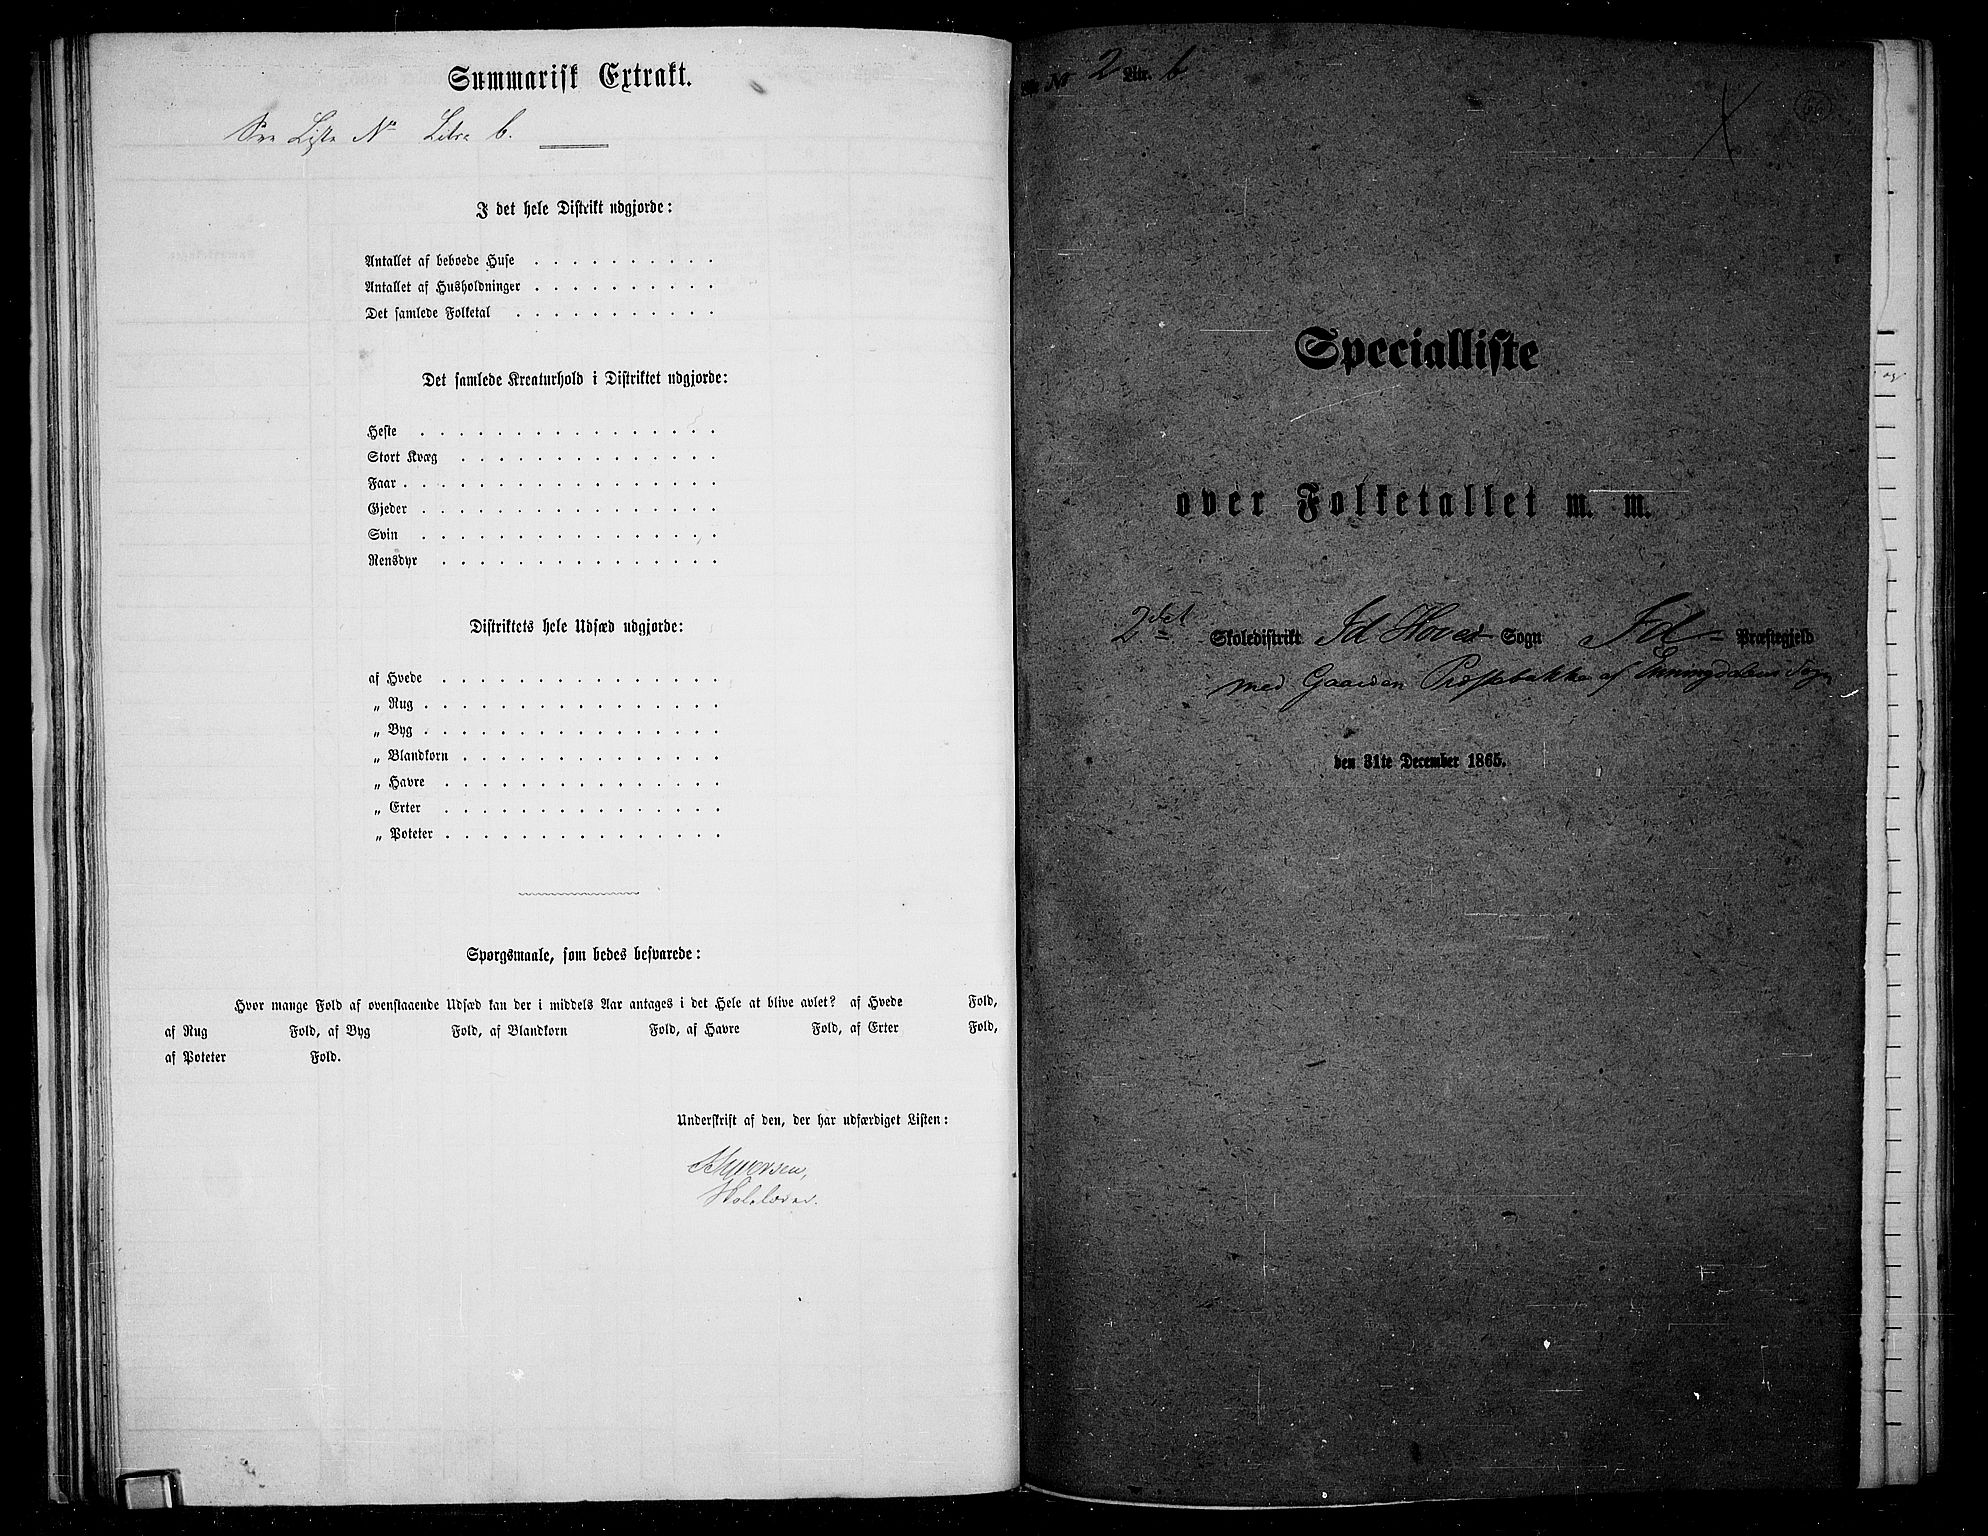 Summarisk Extrakt.
Liste No Litra b.
I det hele Distrikt udgjorde:
Antallet af beboede Huse . . . . . . . . . .
Antallet af Husholdninger . . . . . . . . . .
Det samlede Folketal . . . . . . . . . . .
Det samlede Kreaturhold i Distriktet udgjorde:
Heste . . . . . . . . . . . . . . . .
Stort Kvæg . . . . . . . . . . . . . .
Faar . . . . . . . . . . . . . . . . .
Gjeder . . . . . . . . . . . . . . . .
Svin . . . . . . . . . . . . . . . .
Rensdyr . . . . . . . . . . . . . . .
Distriktets hele Udsæd udgjorde:
af Hvede . . . . . . . . . . . . . . .
„ Rug . . . . . . . . . . . . . . . .
„ Byg . . . . . . . . . . . . . . . .
„ Blandkorn . . . . . . . . . . . . . .
„ Havre . . . . . . . . . . . . . . .
„ Erter . . . . . . . . . . . . . . .
„ Poteter . . . . . . . . . . . . . . .
Spørgsmaale, som bedes besvarede:
Hvor mange Fold af ovenstaaende Udsæd kan der i middels Aar antages i det Hele at blive avlet? af Hvede Fold,
af Rug Fold, af Byg Fold, af Blandkorn Fold, af Havre Fold, af Erter Fold,
af Poteter Fold.
Underskrift af den, der har udfærdiget Listen:
Skolelærer.
No 2 Litr. b
Specialliste
over Folketallet m. m.
2det Skoledistrikt Id Hoved Sogn Id Præstegjeld
med Gaarden Præstebakke af Enningdalens Sogn
den 31te December 1865.